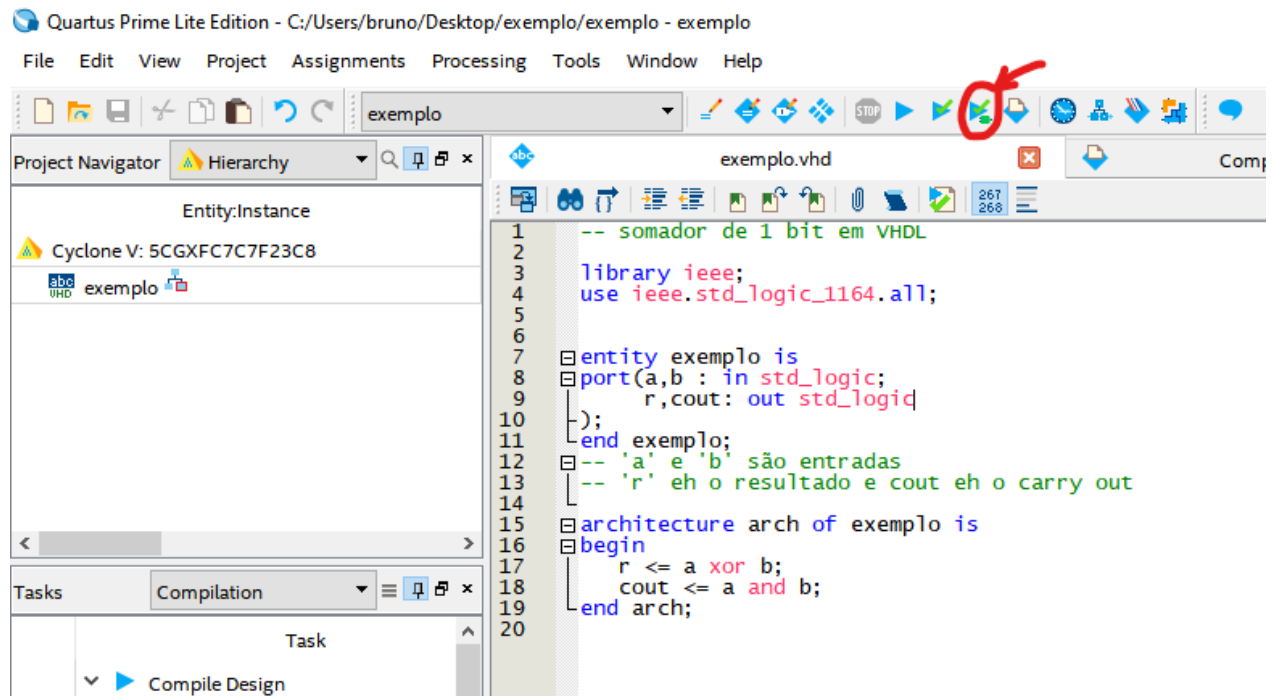 Quartus Prime Lite Edition - C:/Users/bruno/Desktop/exemplo/exemplo - exemplo
File Edit View Project Assignments Processing Tools Window Help
exemplo STOP
Project Navigator Hierarchy
Entity:Instance
Cyclone V: 5CGXFC7C7F23C8
abc VHD exemplo
abc exemplo.vhd Comp
267
268
1 -- somador de 1 bit em VHDL
2
3 library ieee;
4 use ieee.std_logic_1164.all;
5
6
7 entity exemplo is
8 port(a,b : in std_logic;
9 r,cout: out std_logic
10 );
11 end exemplo;
12 -- 'a' e 'b' são entradas
13 -- 'r' eh o resultado e cout eh o carry out
14
15 architecture arch of exemplo is
16 begin
17 r <= a xor b;
18 cout <= a and b;
19 end arch;
20
Tasks Compilation
Task
Compile Design